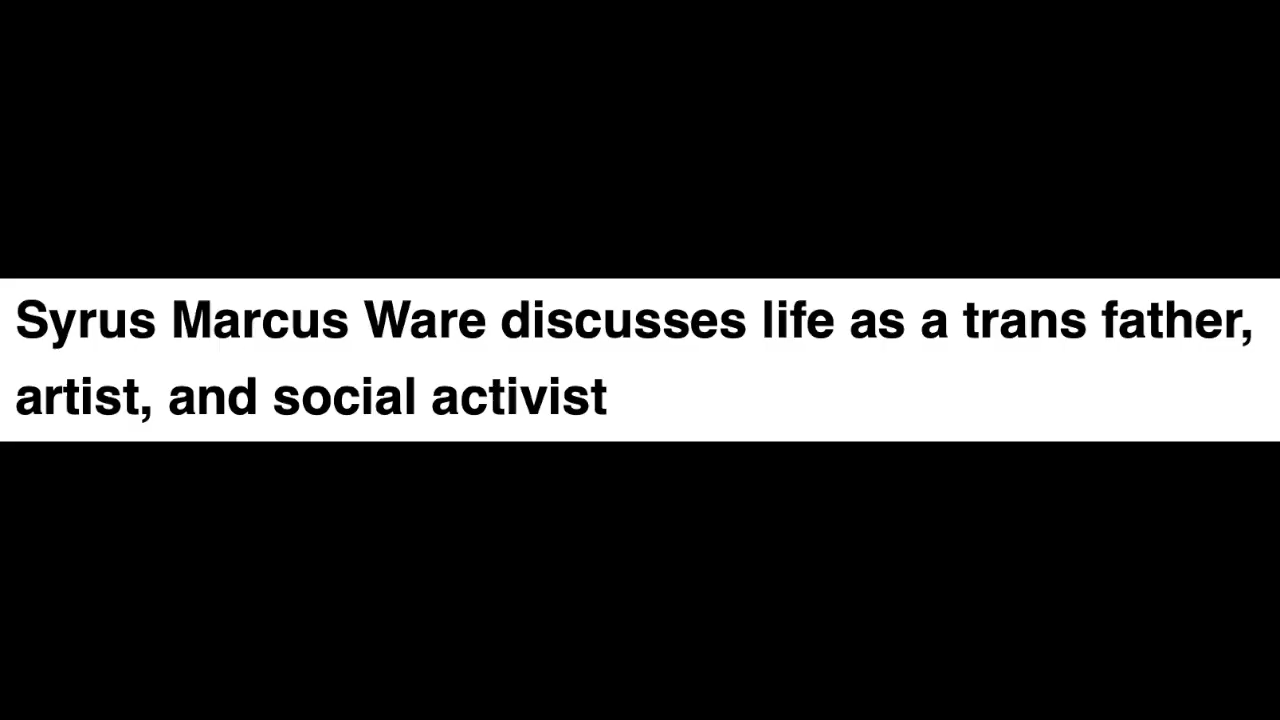 Syrus Marcus Ware discusses life as a trans father,
artist, and social activist